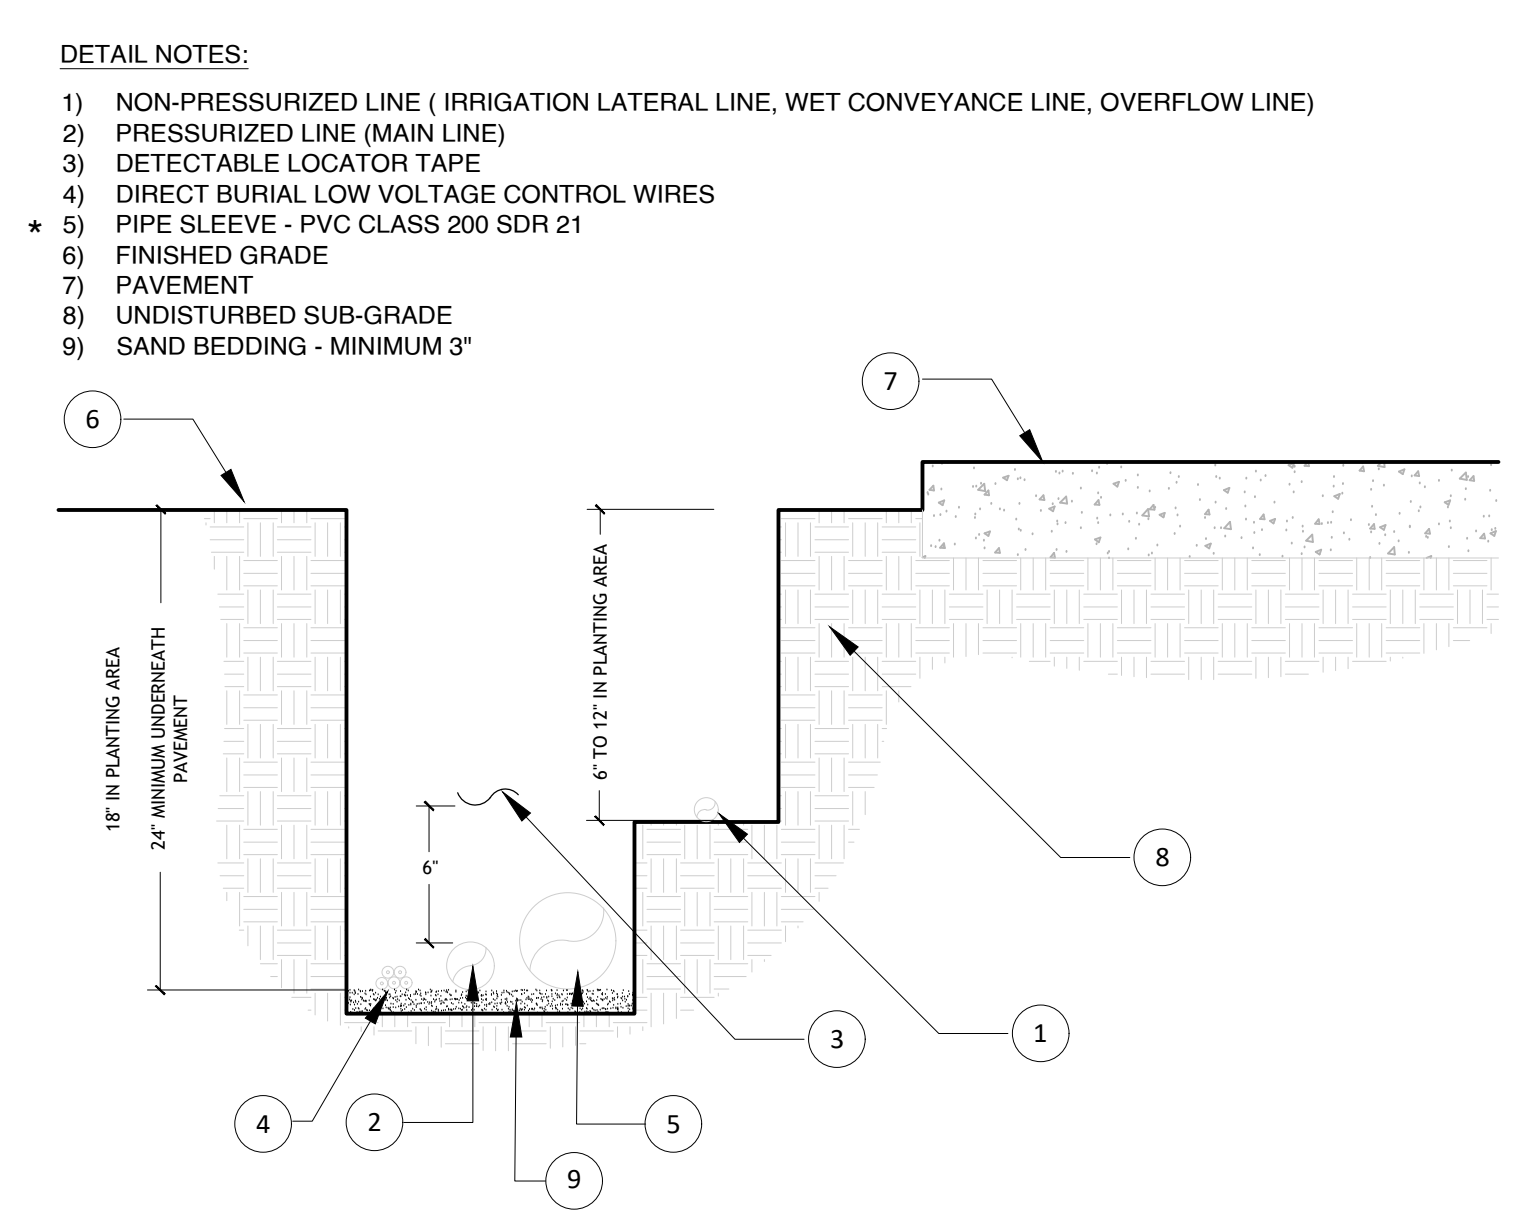 DETAIL NOTES:
1) NON-PRESSURIZED LINE ( IRRIGATION LATERAL LINE, WET CONVEYANCE LINE, OVERFLOW LINE)
2) PRESSURIZED LINE (MAIN LINE)
3) DETECTABLE LOCATOR TAPE
4) DIRECT BURIAL LOW VOLTAGE CONTROL WIRES
* 5) PIPE SLEEVE - PVC CLASS 200 SDR 21
6) FINISHED GRADE
7) PAVEMENT
8) UNDISTURBED SUB-GRADE
9) SAND BEDDING - MINIMUM 3"
7
6
18" IN PLANTING AREA
24" MINIMUM UNDERNEATH
PAVEMENT
6" TO 12" IN PLANTING AREA
6"
8
3
1
4
2
5
9